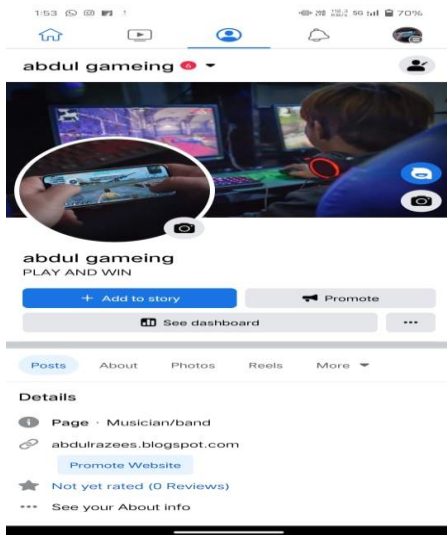 1:53
5G 70%
abdul gameing 6
abdul gameing
PLAY AND WIN
+ Add to story
Promote
See dashboard
Posts About Photos Reels More
Details
Page · Musician/band
abdulrazees.blogspot.com
Promote Website
Not yet rated (0 Reviews)
See your About info